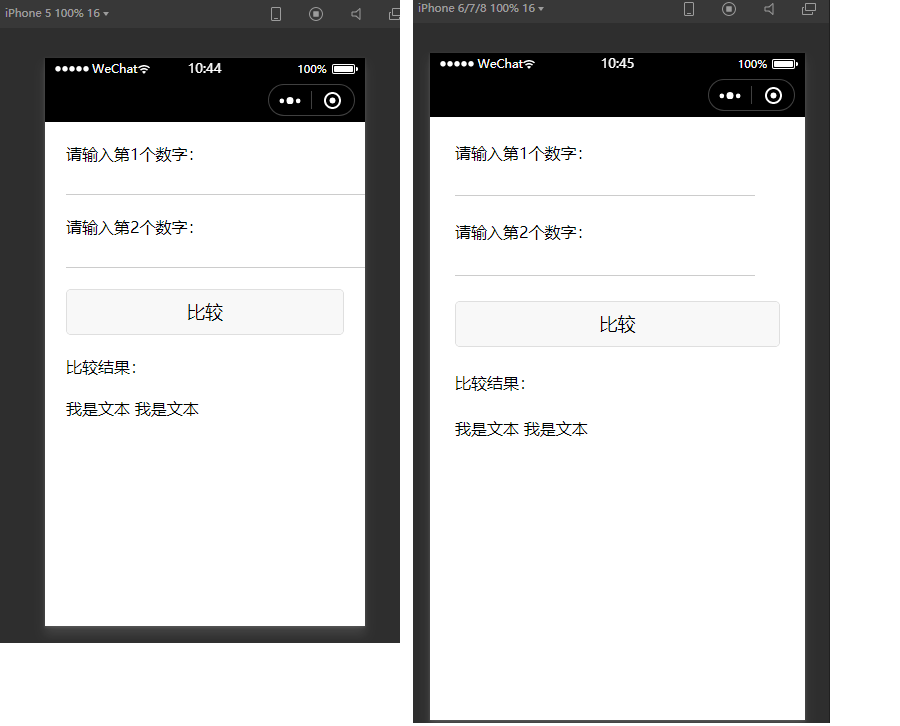 iPhone 5 100% 16
WeChat 10:44 100%
请输入第1个数字：
请输入第2个数字：
比较
比较结果：
我是文本 我是文本
iPhone 6/7/8 100% 16
WeChat 10:45 100%
请输入第1个数字：
请输入第2个数字：
比较
比较结果：
我是文本 我是文本